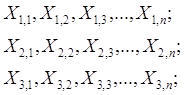 X₁,₁, X₁,₂, X₁,₃,..., X₁,ₙ;
X₂,₁, X₂,₂, X₂,₃,..., X₂,ₙ;
X₃,₁, X₃,₂, X₃,₃,..., X₃,ₙ;